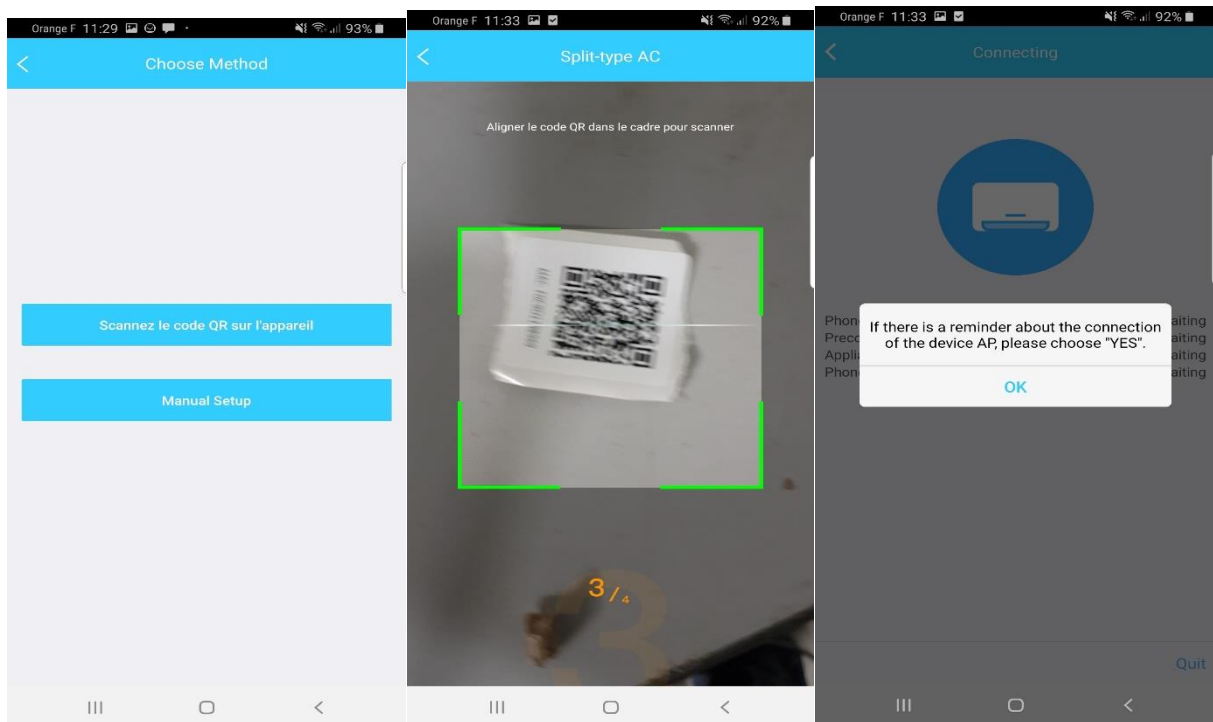 Orange F 11:29
93%
Choose Method
Scannez le code QR sur l'appareil
Manual Setup
Orange F 11:33
92%
Split-type AC
Aligner le code QR dans le cadre pour scanner
3/4
Orange F 11:33
92%
Connecting
If there is a reminder about the connection
of the device AP, please choose "YES".
OK
Quit